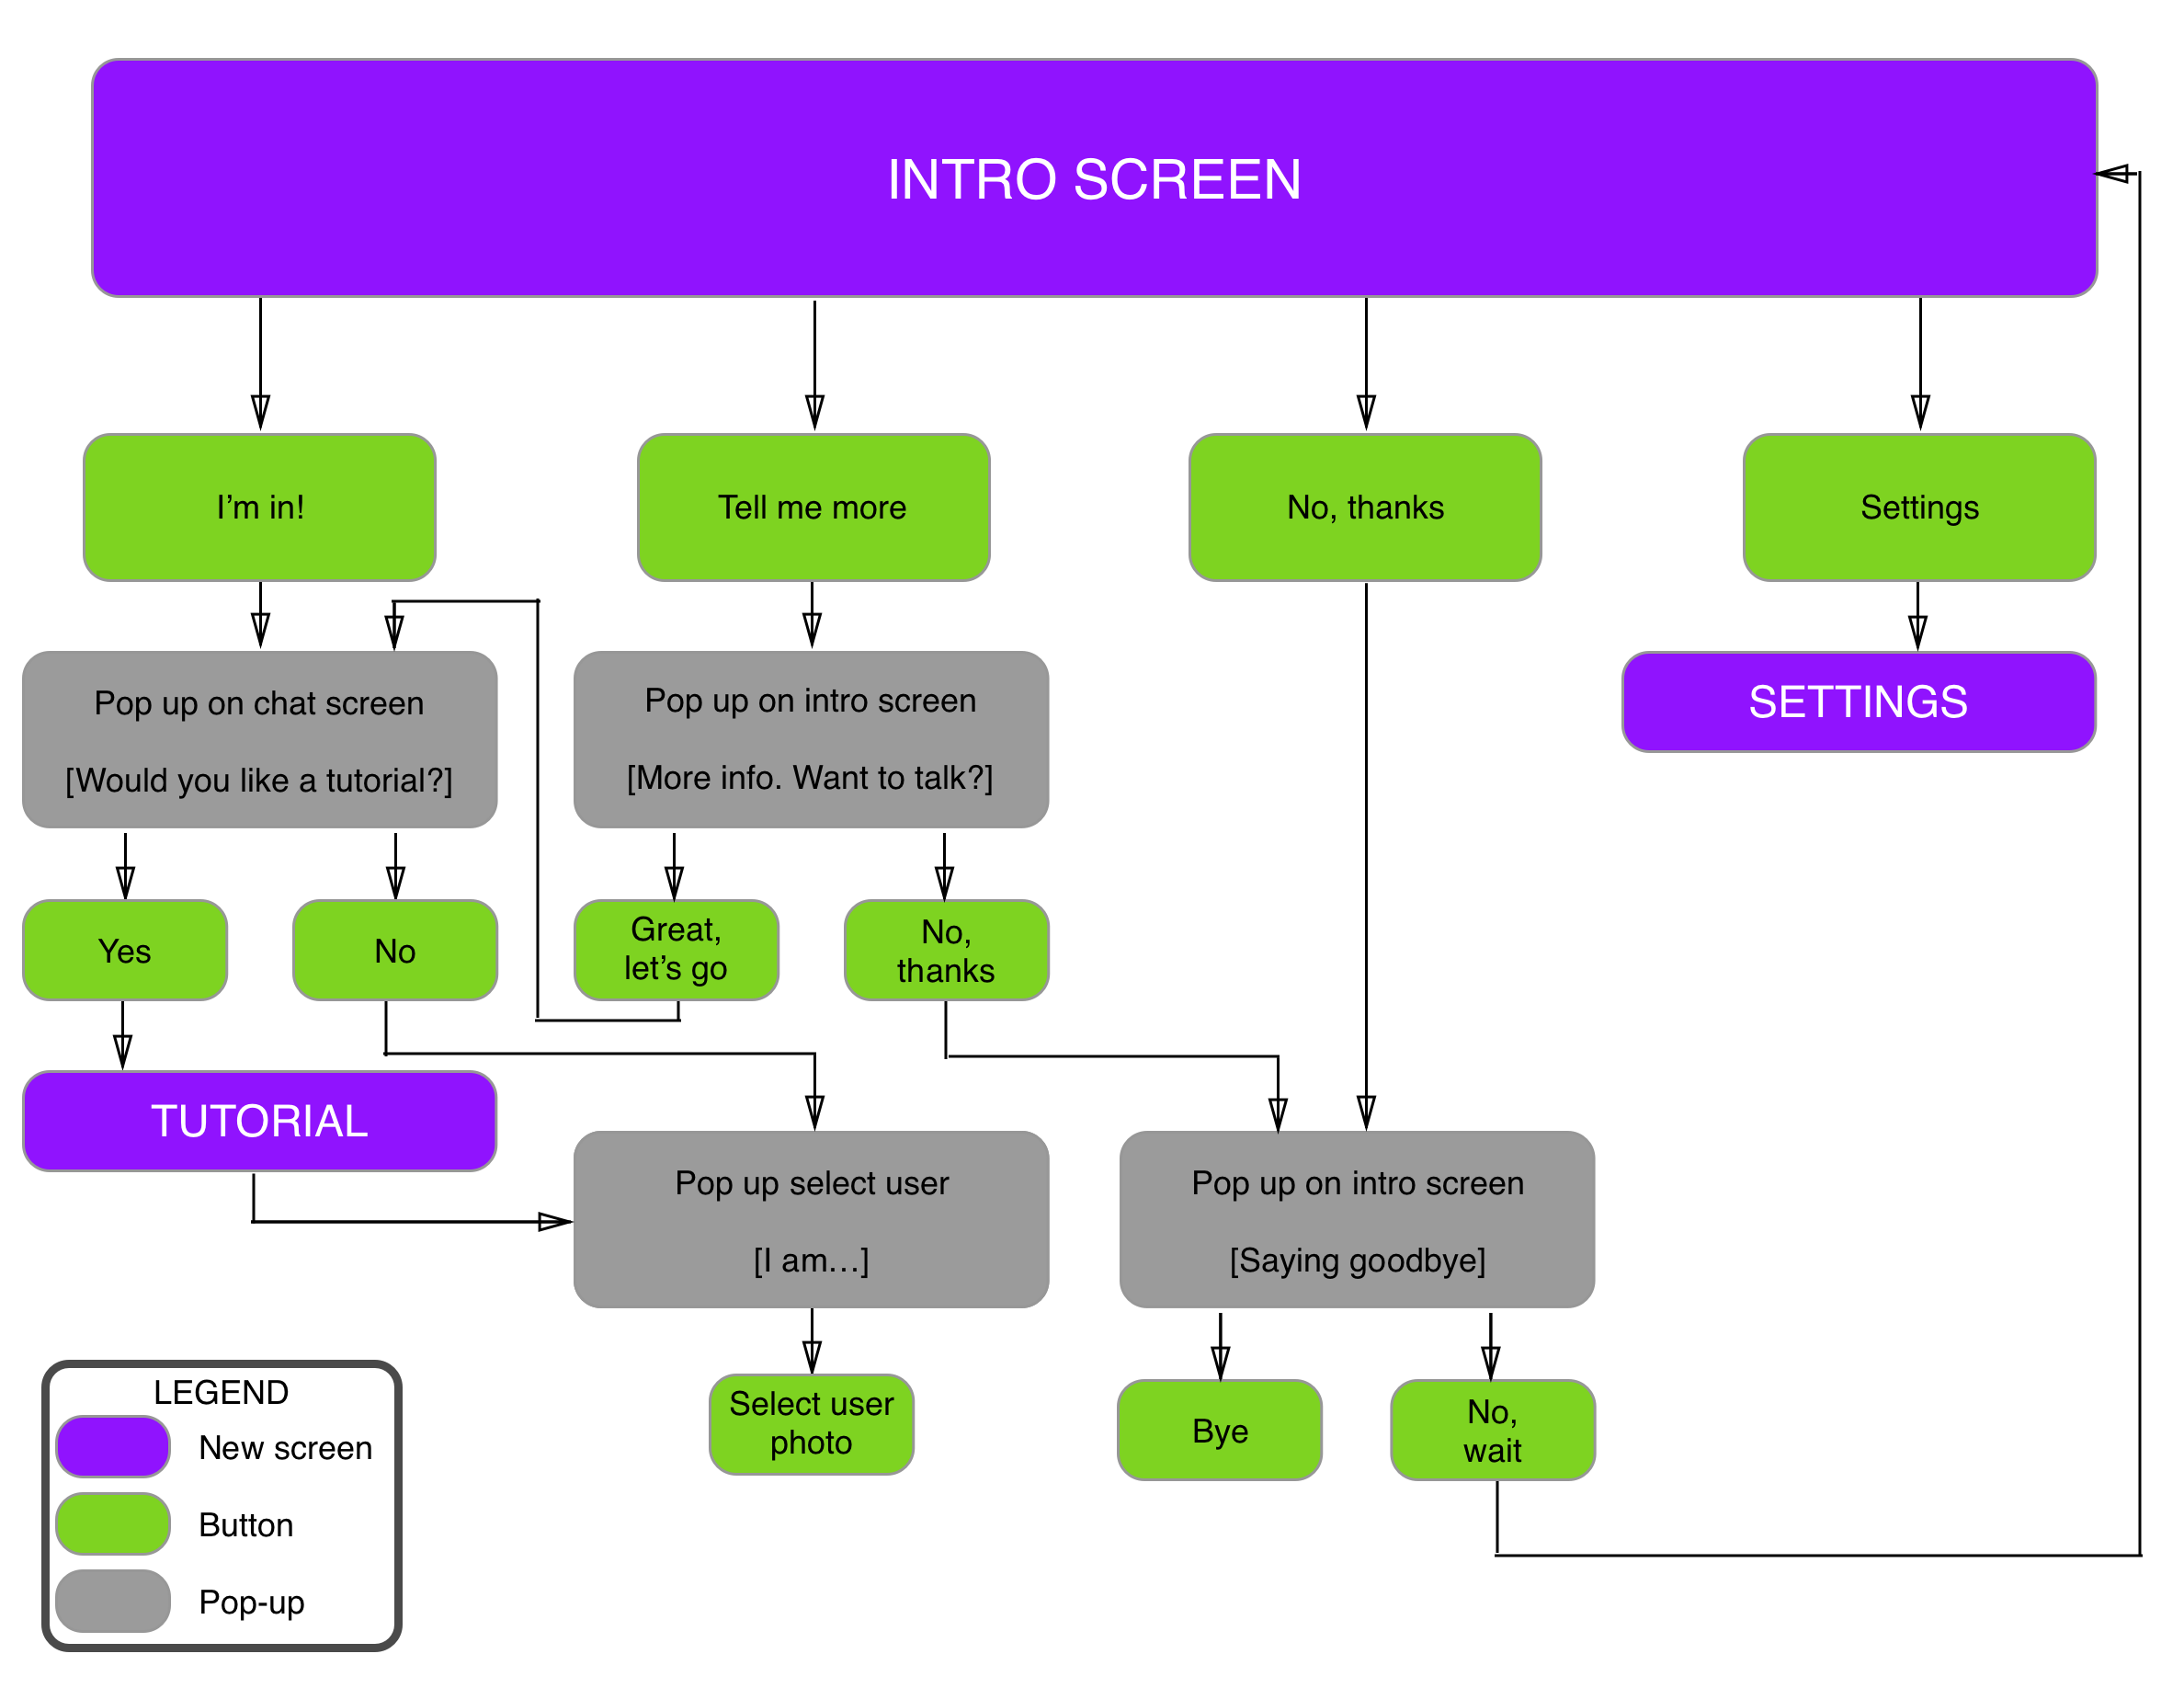 INTRO SCREEN
I’m in!
Tell me more
No, thanks
Settings
Pop up on chat screen
[Would you like a tutorial?]
Pop up on intro screen
[More info. Want to talk?]
SETTINGS
Yes
No
Great,
let’s go
No,
thanks
TUTORIAL
Pop up select user
[I am…]
Pop up on intro screen
[Saying goodbye]
Select user
photo
Bye
No,
wait
LEGEND
New screen
Button
Pop-up